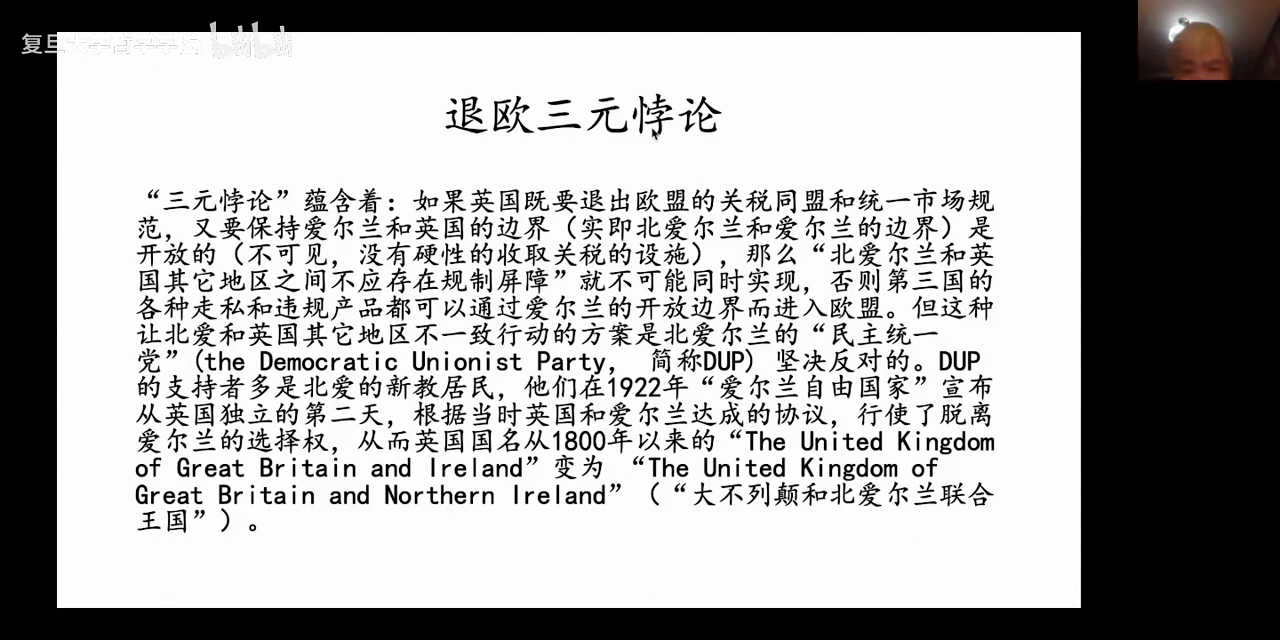 复旦大学哲学学院 bilibili
退欧三元悖论
“三元悖论”蕴含着：如果英国既要退出欧盟的关税同盟和统一市场规
范，又要保持爱尔兰和英国的边界（实即北爱尔兰和爱尔兰的边界）是
开放的（不可见，没有硬性的收取关税的设施），那么“北爱尔兰和英
国其它地区之间不应存在规制屏障”就不可能同时实现，否则第三国的
各种走私和违规产品都可以通过爱尔兰的开放边界而进入欧盟。但这种
让北爱和英国其它地区不一致行动的方案是北爱尔兰的“民主统一
党”(the Democratic Unionist Party， 简称DUP) 坚决反对的。DUP
的支持者多是北爱的新教居民，他们在1922年“爱尔兰自由国家”宣布
从英国独立的第二天，根据当时英国和爱尔兰达成的协议，行使了脱离
爱尔兰的选择权，从而英国国名从1800年以来的“The United Kingdom
of Great Britain and Ireland”变为 “The United Kingdom of
Great Britain and Northern Ireland”（“大不列颠和北爱尔兰联合
王国”）。